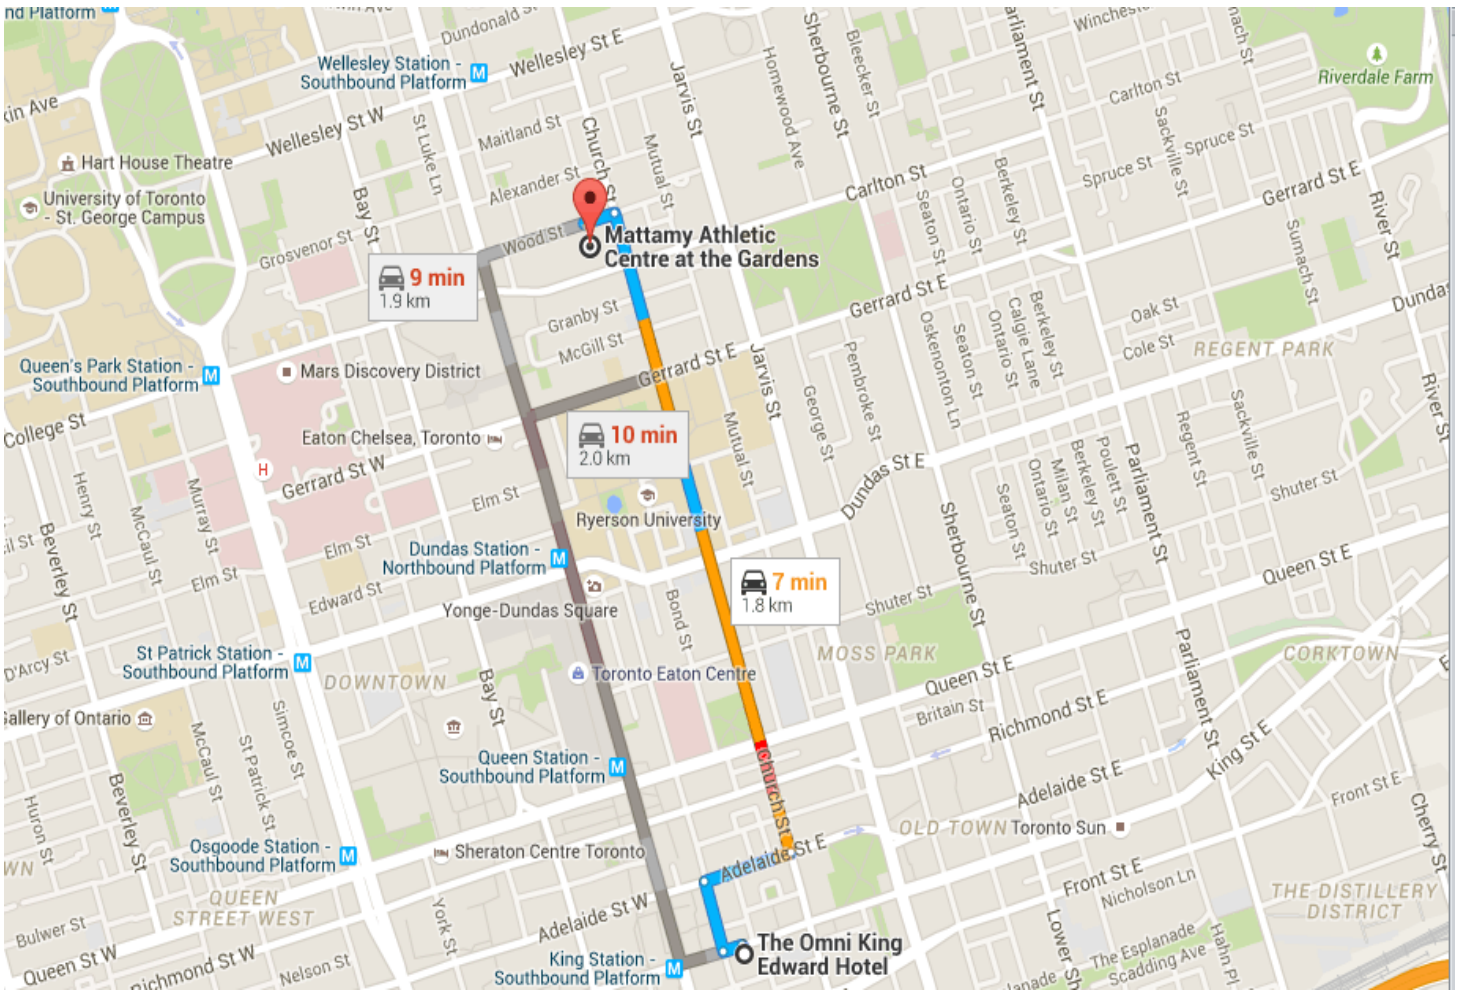 nd Platform
Dundonald St
Wellesley St E
Wellesley Station -
Southbound Platform
Jarvis St
Homewood Ave
Sherbourne St
Bleecker St
Parliament St
Riverdale Farm
Carlton St
Sackville St
Spruce St
Spruce St
Wellesley St W
St Luke Ln
Maitland St
Church St
Mutual St
Hart House Theatre
University of Toronto
- St. George Campus
Bay St
Alexander St
Carlton St
Seaton St
Ontario St
Berkeley St
Gerrard St E
River St
Sumach St
Grosvenor St
Wood St
Mattamy Athletic
Centre at the Gardens
9 min
1.9 km
Granby St
McGill St
Gerrard St E
Gerrard St E
Jarvis St
Pembroke St
George St
Oskenonton Ln
Seaton St
Ontario St
Calgie Lane
Berkeley St
Oak St
Cole St
REGENT PARK
Dundas
River St
Queen's Park Station -
Southbound Platform
Mars Discovery District
College St
Eaton Chelsea, Toronto
H
Gerrard St W
10 min
2.0 km
Mutual St
Dundas St E
Regent St
Sackville St
Parliament St
Poulett St
Berkeley St
Milan St
Ontario St
Seaton St
Shuter St
Henry St
McCaul St
Murray St
Elm St
Ryerson University
Beverley St
Elm St
Elm St
Edward St
Dundas Station -
Northbound Platform
Yonge-Dundas Square
Bond St
7 min
1.8 km
Sherbourne St
Shuter St
Shuter St
Queen St E
D'Arcy St
St Patrick Station -
Southbound Platform
DOWNTOWN
Bay St
Toronto Eaton Centre
MOSS PARK
Queen St E
Parliament St
CORKTOWN
Gallery of Ontario
McCaul St
St Patrick St
Simcoe St
Queen Station -
Southbound Platform
Church St
Britain St
Richmond St E
Adelaide St E
King St E
Front St E
Cherry St
Huron St
Beverley St
Osgoode Station -
Southbound Platform
Sheraton Centre Toronto
Adelaide St E
OLD TOWN
Toronto Sun
QUEEN
STREET WEST
Bulwer St
York St
Adelaide St W
Front St E
Nicholson Ln
THE DISTILLERY
DISTRICT
Queen St W
Richmond St W
Nelson St
King Station -
Southbound Platform
The Omni King
Edward Hotel
Lower Sh
The Esplanade
Scadding Ave
Hahn Pl